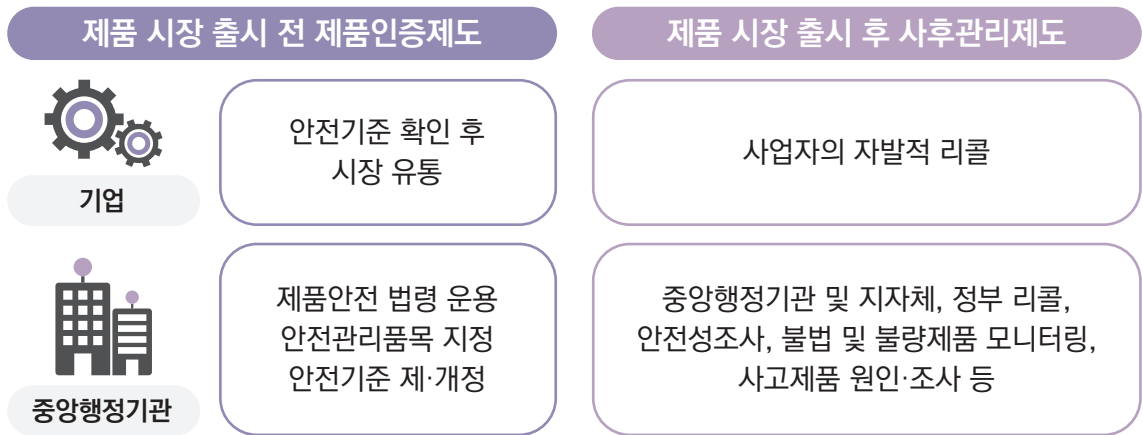 제품 시장 출시 전 제품인증제도
제품 시장 출시 후 사후관리제도
기업
안전기준 확인 후
시장 유통
사업자의 자발적 리콜
중앙행정기관
제품안전 법령 운용
안전관리품목 지정
안전기준 제·개정
중앙행정기관 및 지자체, 정부 리콜,
안전성조사, 불법 및 불량제품 모니터링,
사고제품 원인·조사 등